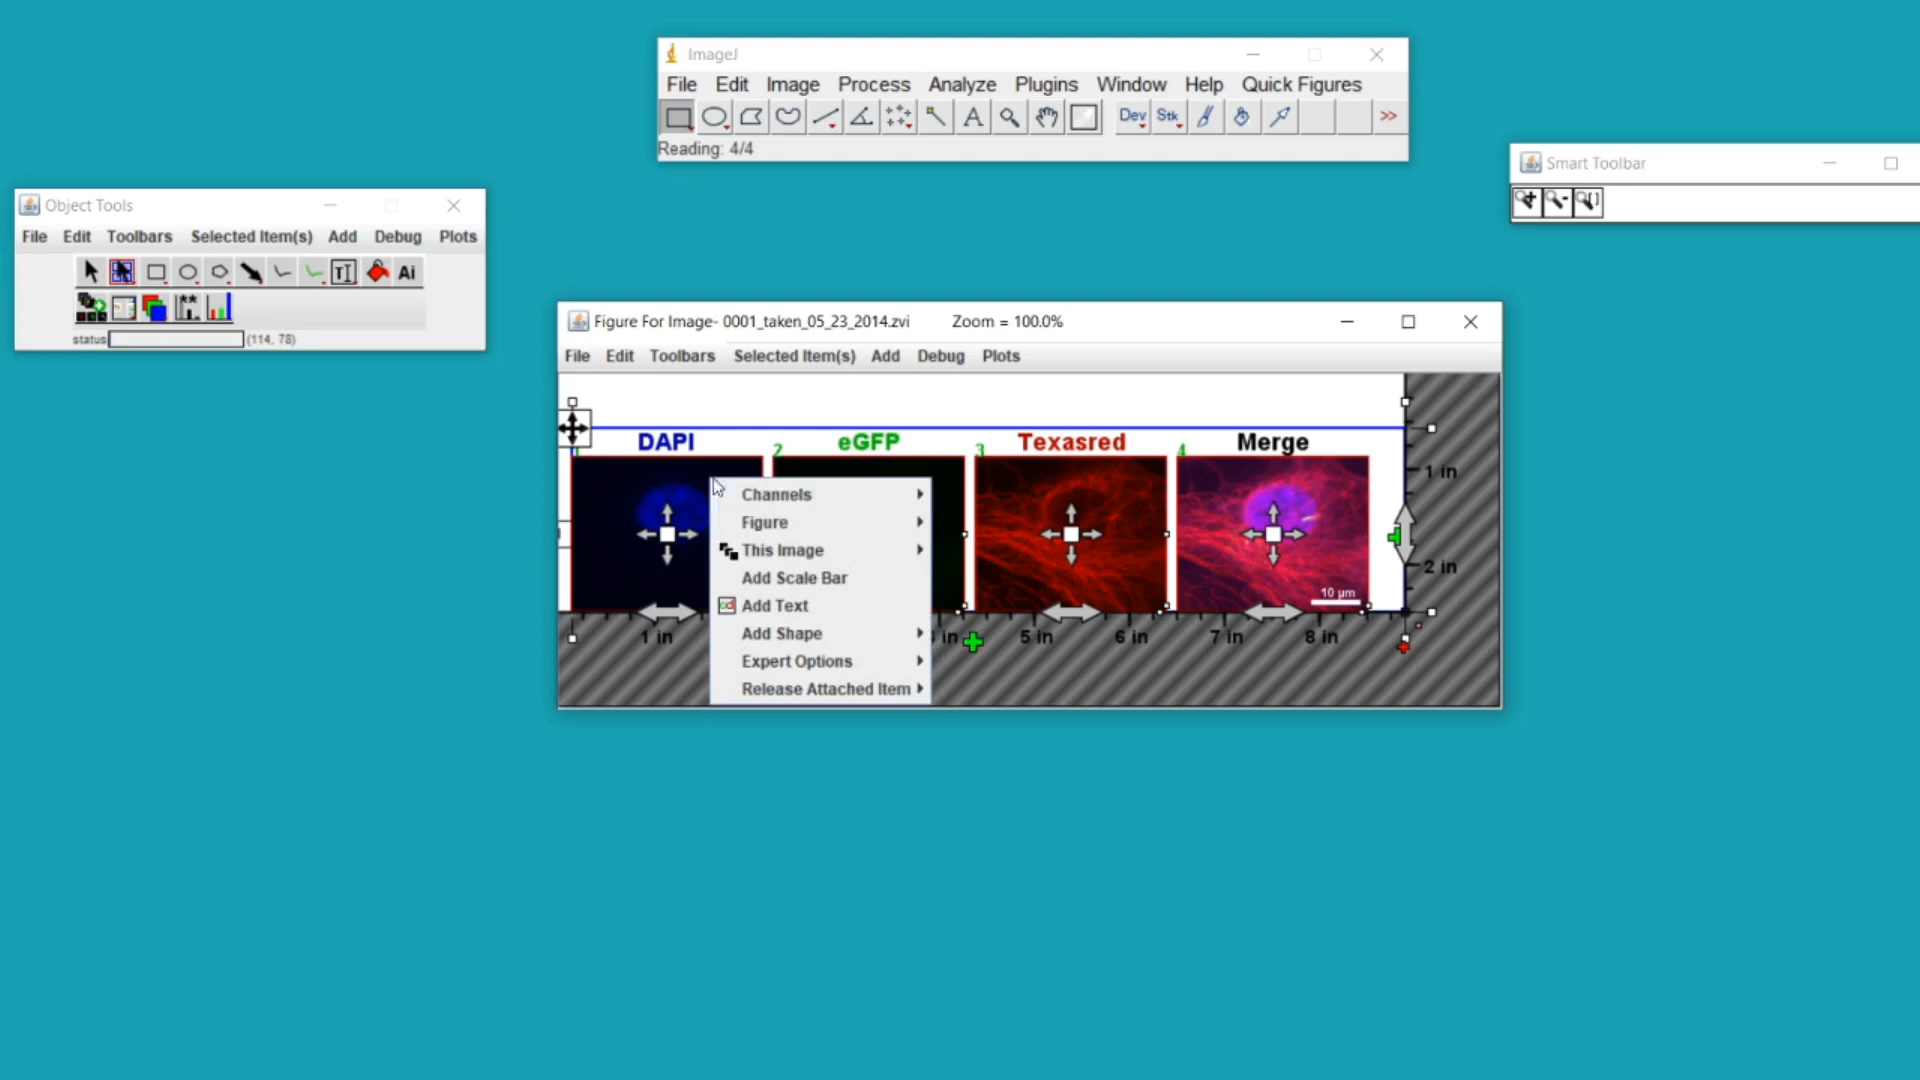 ImageJ
File Edit Image Process Analyze Plugins Window Help Quick Figures
Dev Stk >>
Reading: 4/4
Smart Toolbar
Object Tools
File Edit Toolbars Selected Item(s) Add Debug Plots
Ai
status (114, 78)
Figure For Image- 0001_taken_05_23_2014.zvi Zoom = 100.0%
File Edit Toolbars Selected Item(s) Add Debug Plots
1 DAPI 2 eGFP 3 Texasred 4 Merge
1 in
Channels
Figure
This Image
2 in
Add Scale Bar
10 µm
Add Text
Add Shape
1 in in 5 in 6 in 7 in 8 in
Expert Options
Release Attached Item